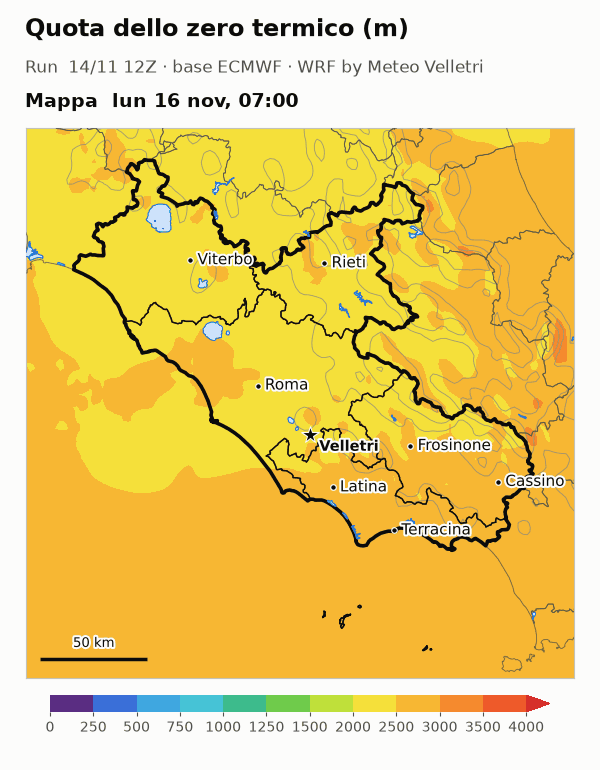 Quota dello zero termico (m)
Run  14/11 12Z · base ECMWF · WRF by Meteo Velletri
Mappa  lun 16 nov, 07:00
Viterbo
Rieti
Roma
Velletri
Frosinone
Cassino
Latina
Terracina
50 km
0 250 500 750 1000 1250 1500 2000 2500 3000 3500 4000